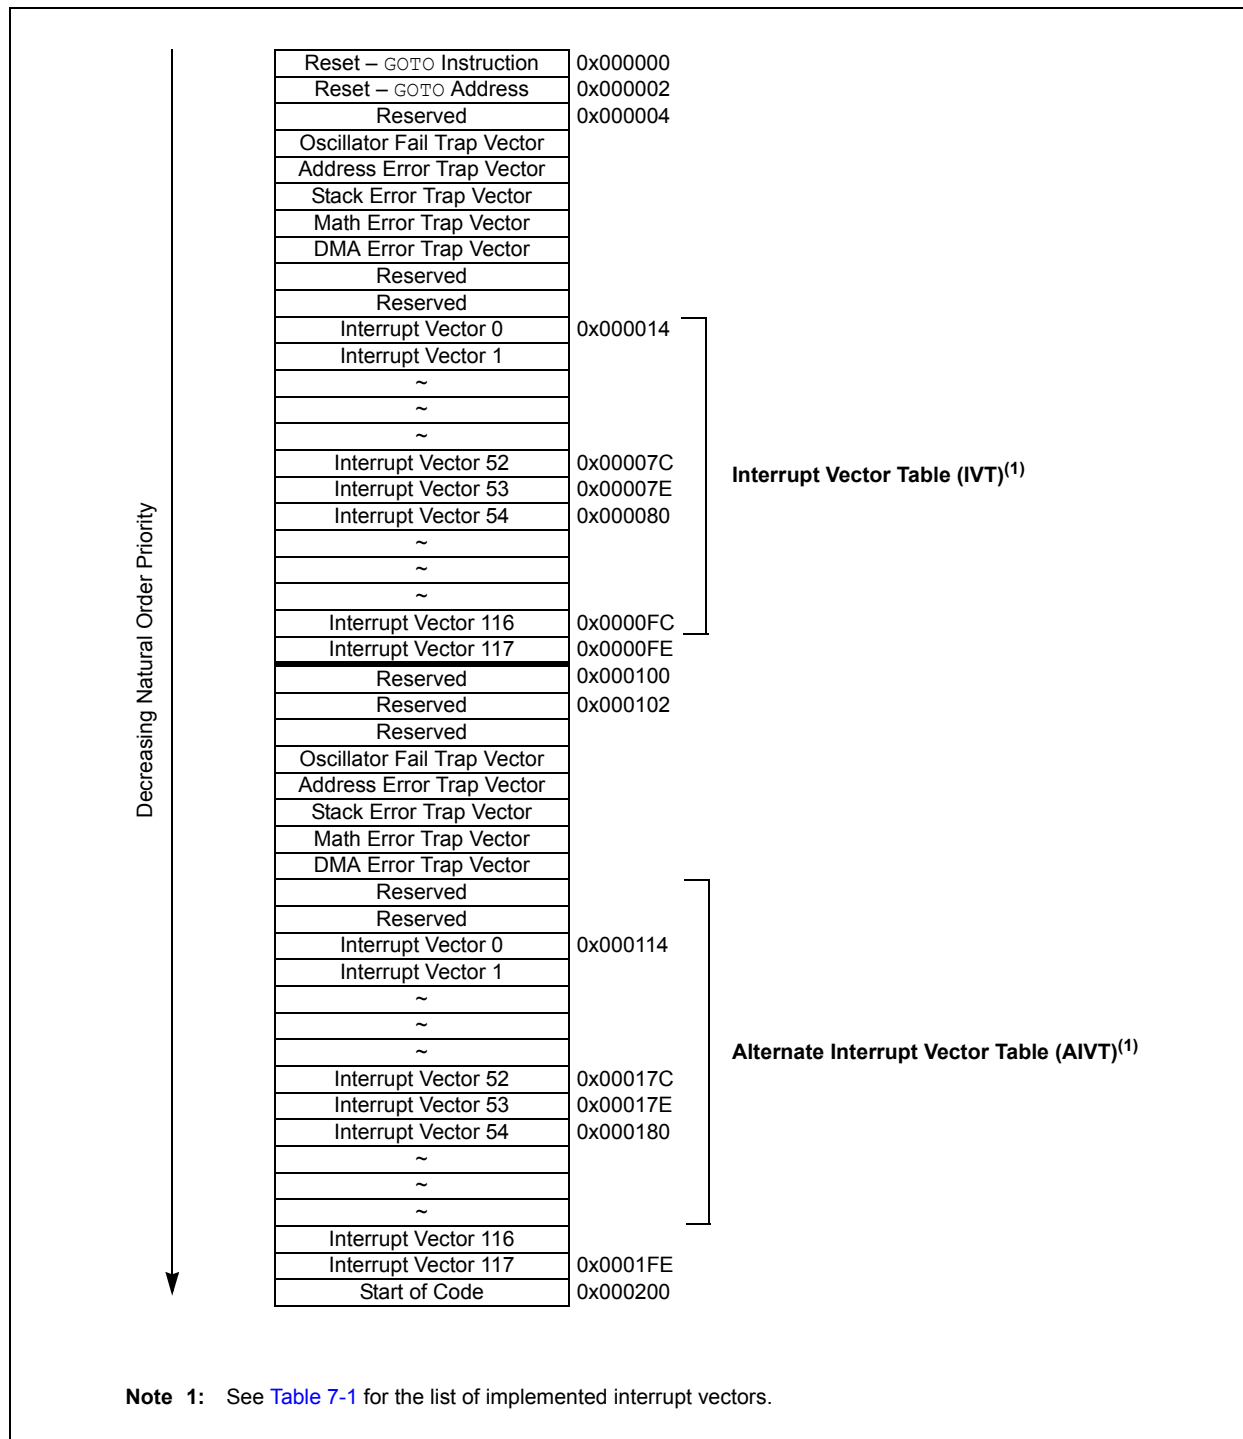 Reset – GOTO Instruction 0x000000
Reset – GOTO Address 0x000002
Reserved 0x000004
Oscillator Fail Trap Vector
Address Error Trap Vector
Stack Error Trap Vector
Math Error Trap Vector
DMA Error Trap Vector
Reserved
Reserved
Interrupt Vector 0 0x000014
Interrupt Vector 1
~
~
~
Interrupt Vector 52 0x00007C
Interrupt Vector Table (IVT)(1)
Interrupt Vector 53 0x00007E
Interrupt Vector 54 0x000080
~
~
~
Interrupt Vector 116 0x0000FC
Interrupt Vector 117 0x0000FE
Decreasing Natural Order Priority
Reserved 0x000100
Reserved 0x000102
Reserved
Oscillator Fail Trap Vector
Address Error Trap Vector
Stack Error Trap Vector
Math Error Trap Vector
DMA Error Trap Vector
Reserved
Reserved
Interrupt Vector 0 0x000114
Interrupt Vector 1
~
~
~
Alternate Interrupt Vector Table (AIVT)(1)
Interrupt Vector 52 0x00017C
Interrupt Vector 53 0x00017E
Interrupt Vector 54 0x000180
~
~
~
Interrupt Vector 116
Interrupt Vector 117 0x0001FE
Start of Code 0x000200
Note 1: See Table 7-1 for the list of implemented interrupt vectors.